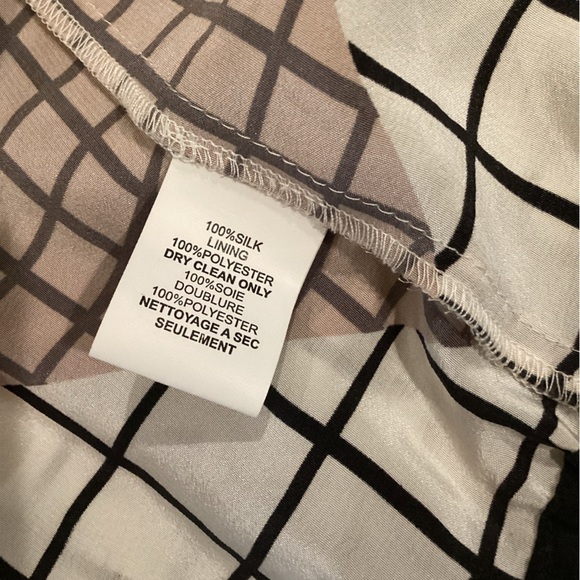 100%SILK
LINING
100%POLYESTER
DRY CLEAN ONLY
100%SOIE
DOUBLURE
100%POLYESTER
NETTOYAGE A SEC
SEULEMENT